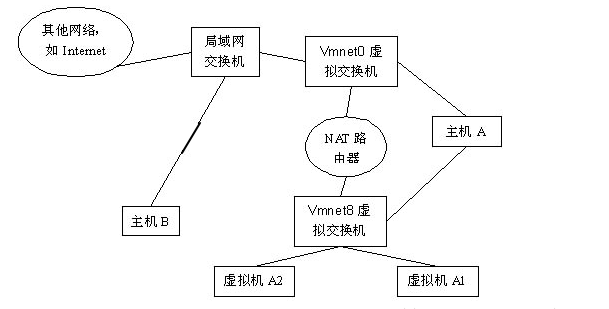 其他网络，
如 Internet
局域网
交换机
Vmnet0 虚
拟交换机
NAT 路
由器
主机 A
主机 B
Vmnet8 虚
拟交换机
虚拟机 A2
虚拟机 A1